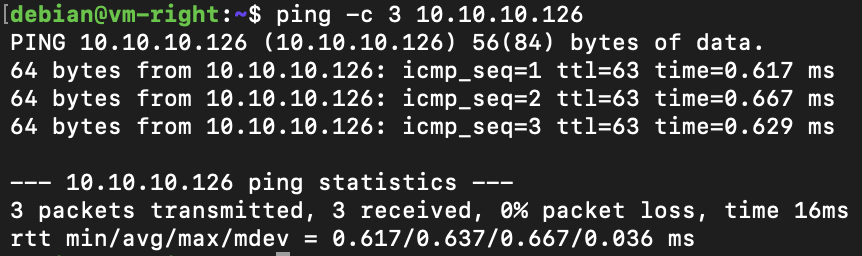 [debian@vm-right:~$ ping -c 3 10.10.10.126
PING 10.10.10.126 (10.10.10.126) 56(84) bytes of data.
64 bytes from 10.10.10.126: icmp_seq=1 ttl=63 time=0.617 ms
64 bytes from 10.10.10.126: icmp_seq=2 ttl=63 time=0.667 ms
64 bytes from 10.10.10.126: icmp_seq=3 ttl=63 time=0.629 ms

--- 10.10.10.126 ping statistics ---
3 packets transmitted, 3 received, 0% packet loss, time 16ms
rtt min/avg/max/mdev = 0.617/0.637/0.667/0.036 ms